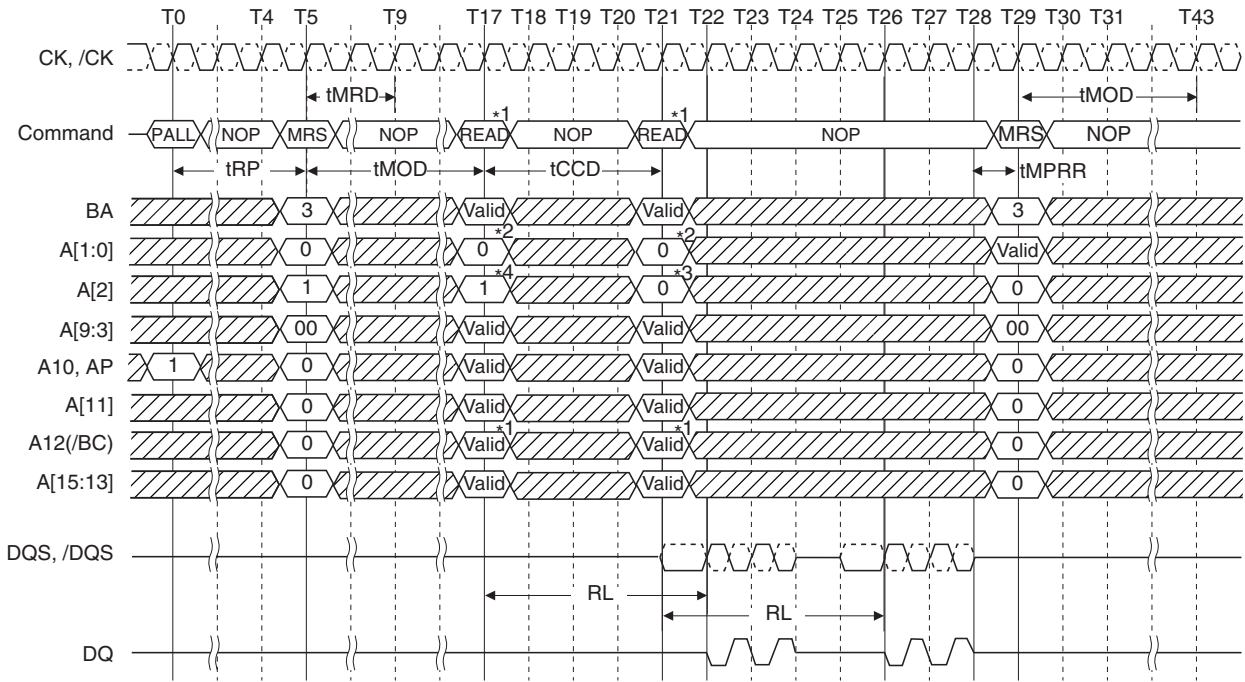 T0 T4 T5 T9 T17 T18 T19 T20 T21 T22 T23 T24 T25 T26 T27 T28 T29 T30 T31 T43
CK, /CK
tMRD tMOD
*1 *1
Command PALL NOP MRS NOP READ NOP READ NOP MRS NOP
tRP tMOD tCCD tMPRR
BA 3 Valid Valid 3
*2 *2
A[1:0] 0 0 0 Valid
*4 *3
A[2] 1 1 0 0
A[9:3] 00 Valid Valid 00
A10, AP 1 0 Valid Valid 0
A[11] 0 Valid Valid 0
*1 *1
A12(/BC) 0 Valid Valid 0
A[15:13] 0 Valid Valid 0
DQS, /DQS
RL
RL
DQ